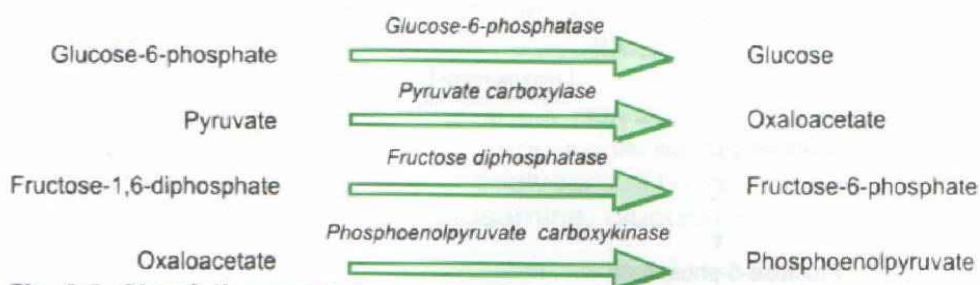 Glucose-6-phosphatase
Glucose-6-phosphate Glucose
Pyruvate carboxylase
Pyruvate Oxaloacetate
Fructose diphosphatase
Fructose-1,6-diphosphate Fructose-6-phosphate
Phosphoenolpyruvate carboxykinase
Oxaloacetate Phosphoenolpyruvate